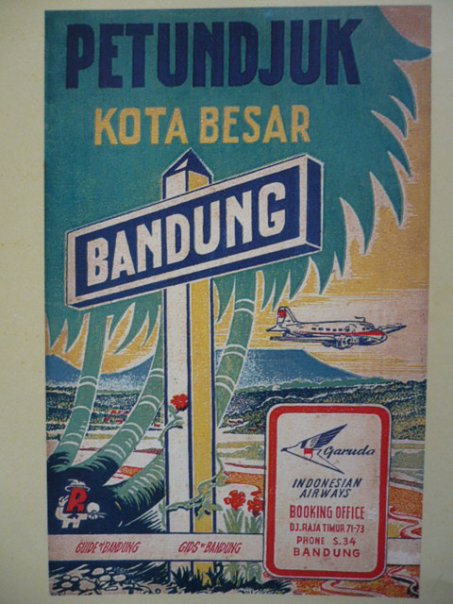 PETUNDJUK
KOTA BESAR
BANDUNG
Garuda
INDONESIAN
AIRWAYS
BOOKING OFFICE
DJ. RAJA TIMUR 71-73
PHONE S.34
BANDUNG
R
GUIDE of BANDUNG GIDS v. BANDUNG